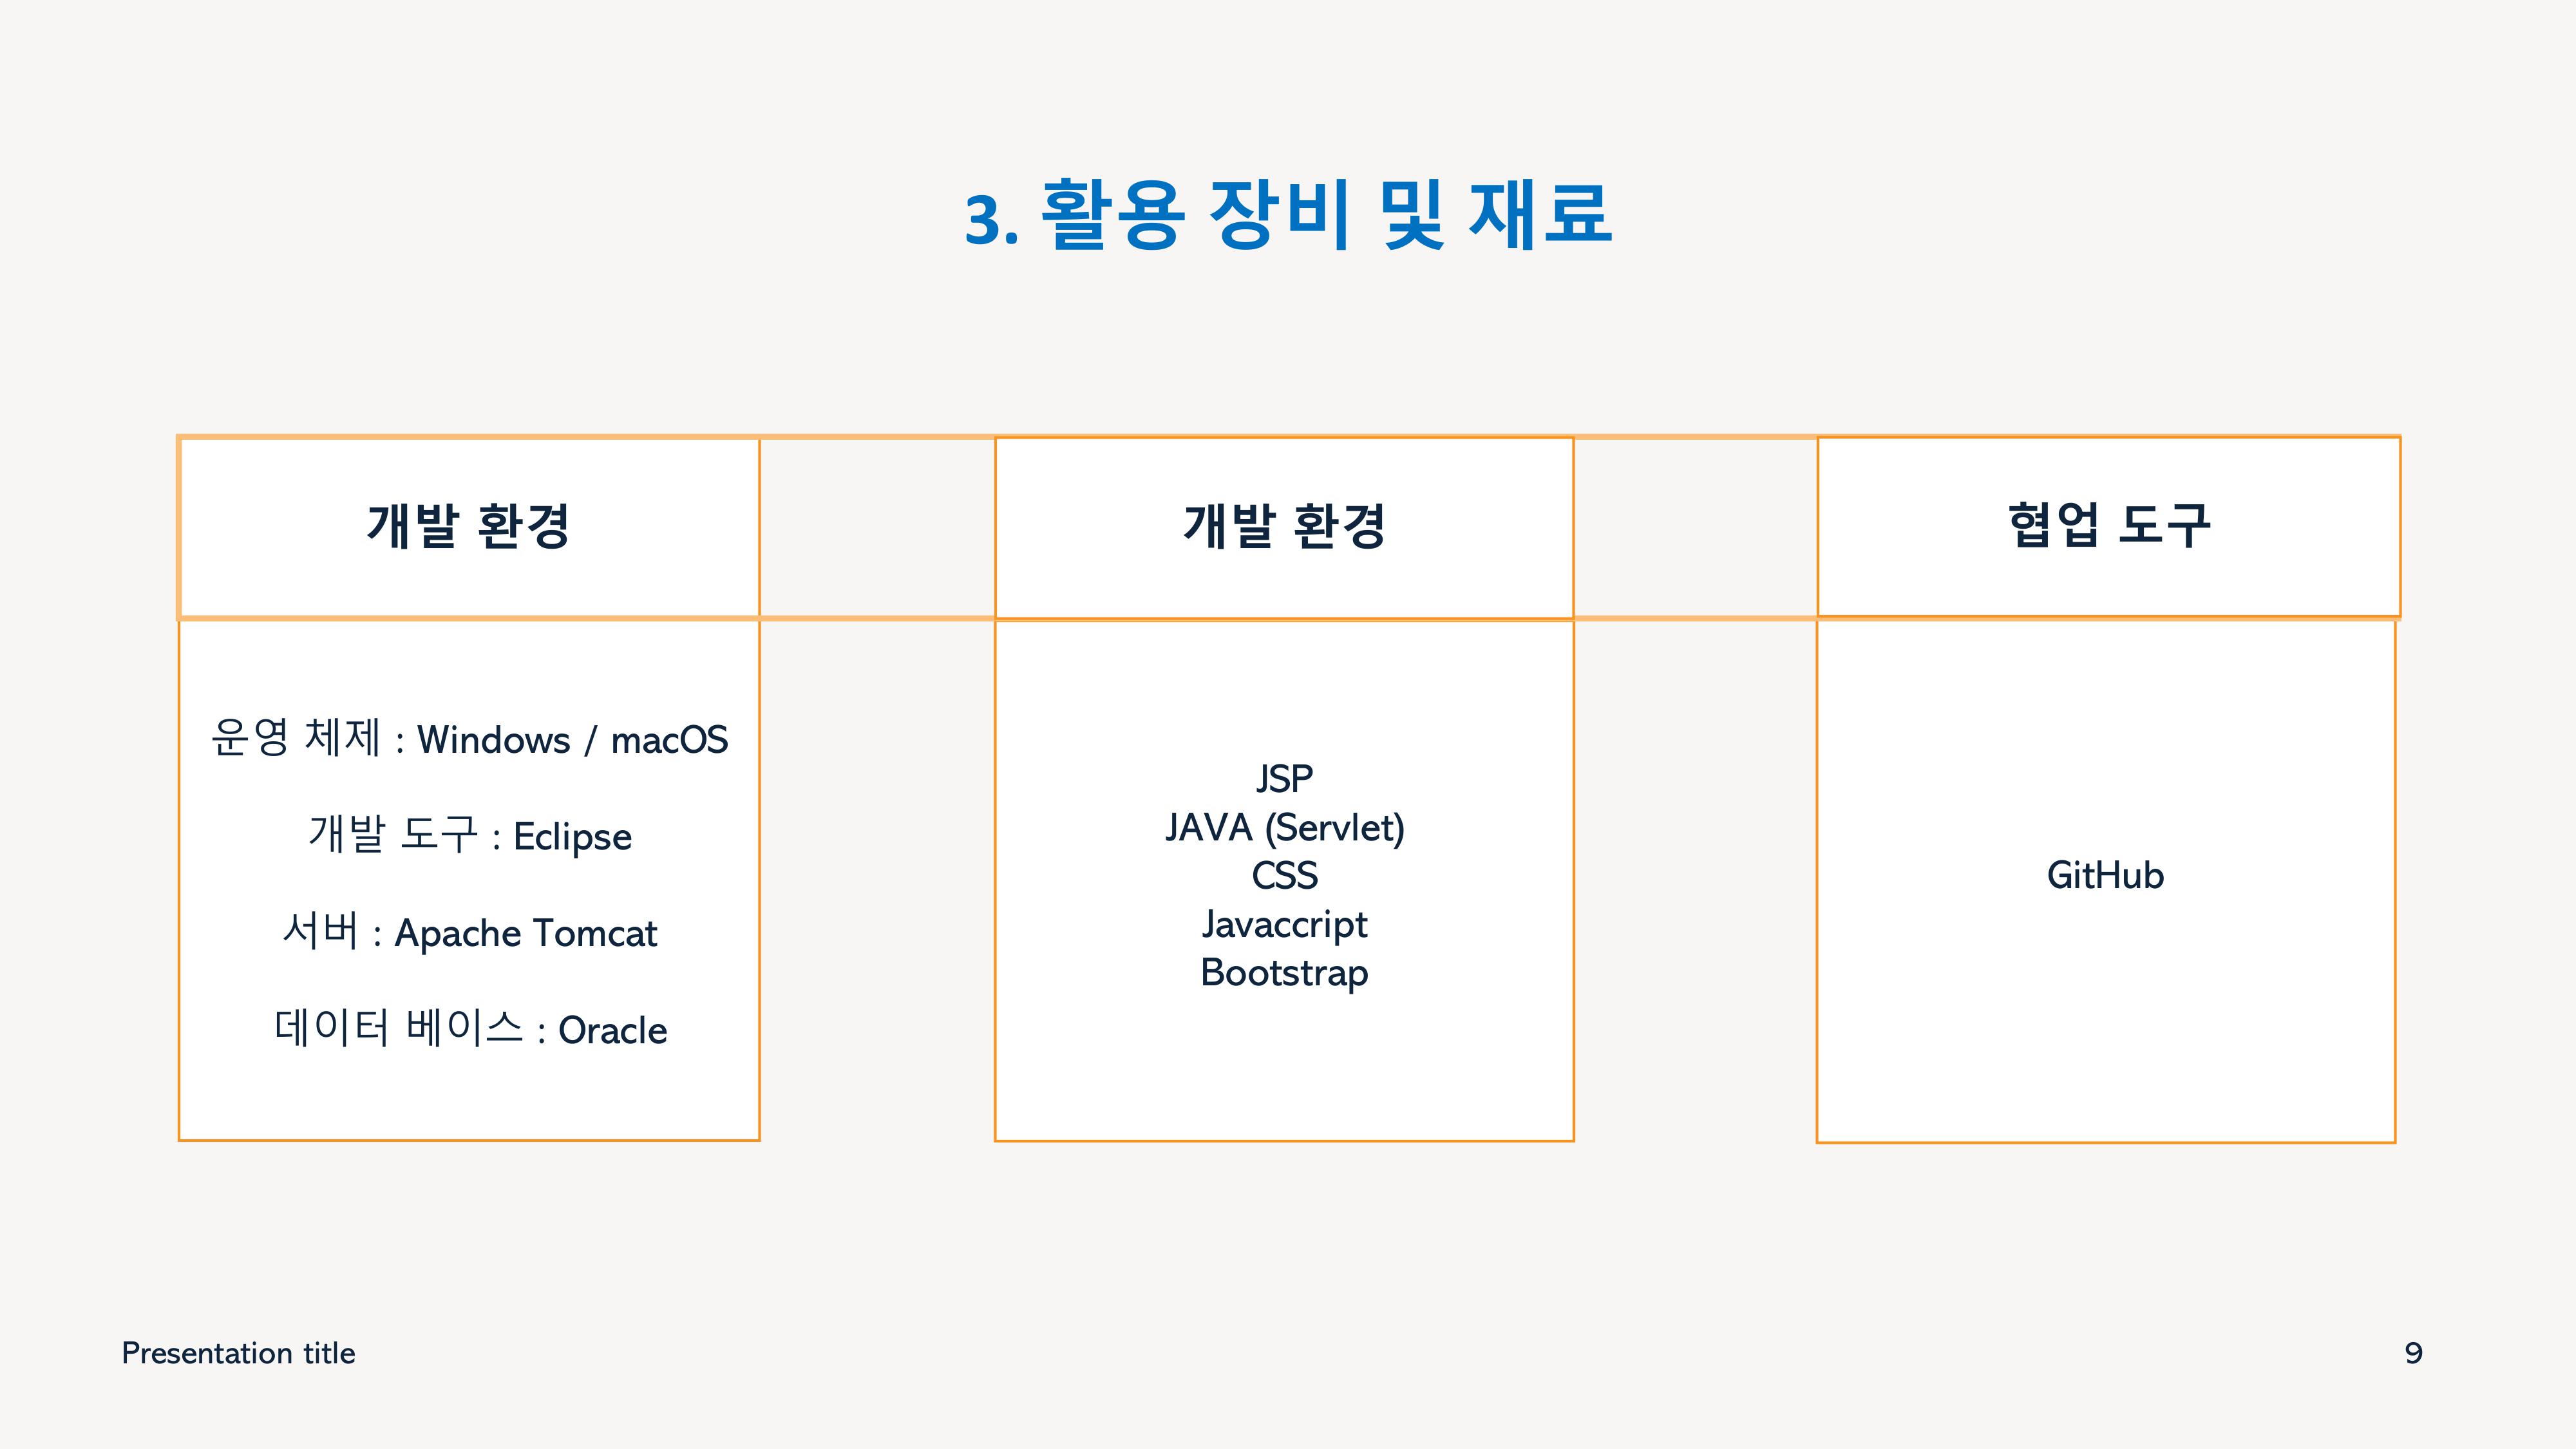 3. 활용 장비 및 재료
개발 환경
운영 체제 : Windows / macOS
개발 도구 : Eclipse
서버 : Apache Tomcat
데이터 베이스 : Oracle
개발 환경
JSP
JAVA (Servlet)
CSS
Javaccript
Bootstrap
협업 도구
GitHub
Presentation title
9